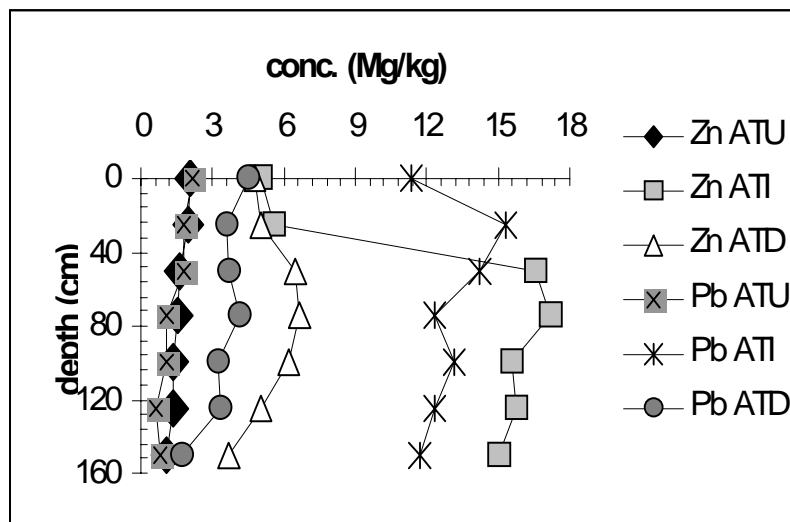 conc. (Mg/kg)
0 3 6 9 12 15 18
0
40
80
120
160
depth (cm)
Zn ATU
Zn ATI
Zn ATD
Pb ATU
Pb ATI
Pb ATD